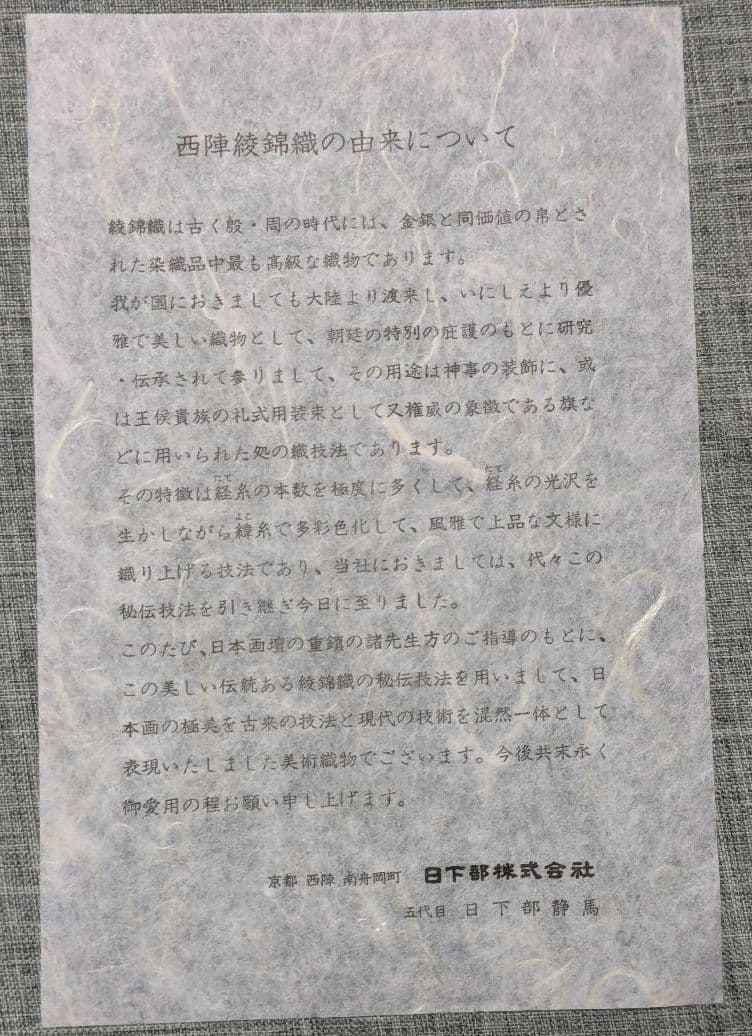 西陣綾錦織の由来について
綾錦織は古く殷・周の時代には、金銀と同価値の帛とさ
れた染織品中最も高級な織物であります。
我が国におきましても大陸より渡来し、いにしえより優
雅で美しい織物として、朝廷の特別の庇護のもとに研究
・伝承されて参りまして、その用途は神事の装飾に、或
は王侯貴族の礼式用装束として又権威の象徴である旗な
どに用いられた処の織技法であります。
たて たて
その特徴は経糸の本数を極度に多くして、経糸の光沢を
よこ
生かしながら緯糸で多彩色化して、風雅で上品な文様に
織り上げる技法であり、当社におきましては、代々この
秘伝技法を引き継ぎ今日に至りました。
このたび、日本画壇の重鎮の諸先生方のご指導のもとに、
この美しい伝統ある綾錦織の秘伝技法を用いまして、日
本画の極美を古来の技法と現代の技術を混然一体として
表現いたしました美術織物でございます。今後共末永く
御愛用の程お願い申し上げます。
京都 西陣 南舟岡町 日下部株式会社
五代目 日下部静馬